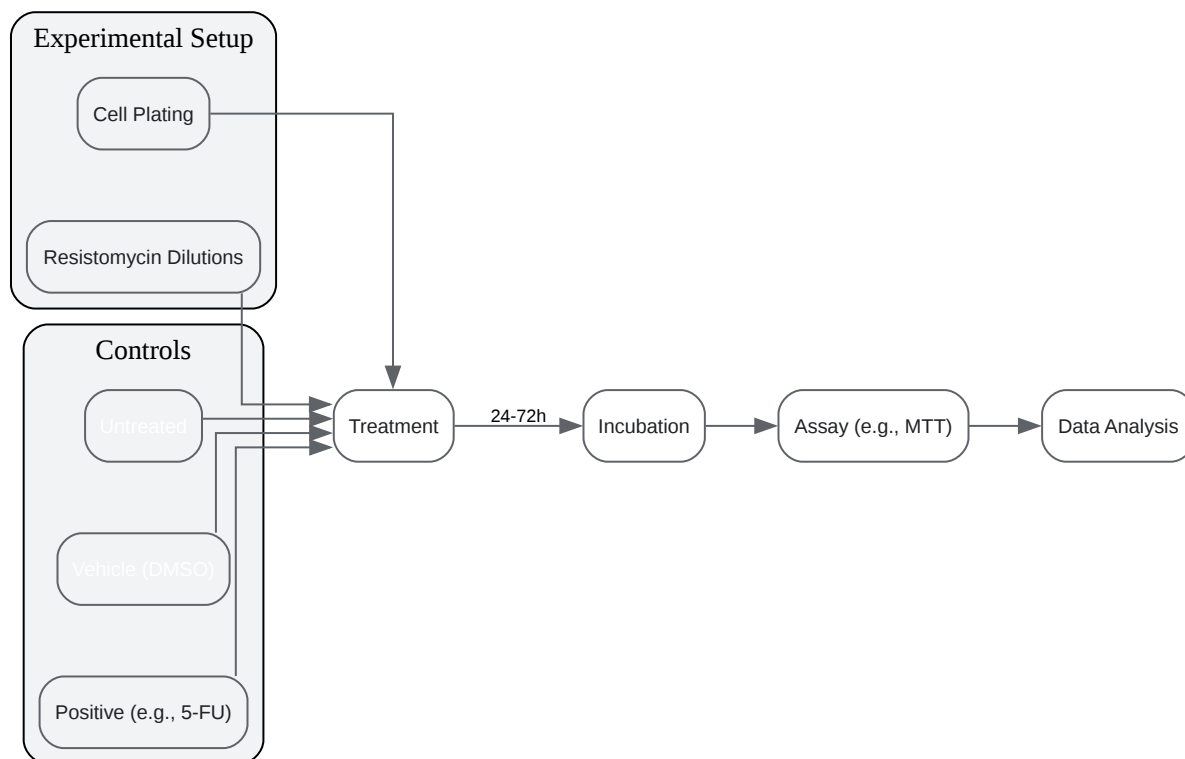 Experimental Setup
Cell Plating
Resistomycin Dilutions
Controls
Untreated
Vehicle (DMSO)
Positive (e.g., 5-FU)
Treatment
24-72h
Incubation
Assay (e.g., MTT)
Data Analysis